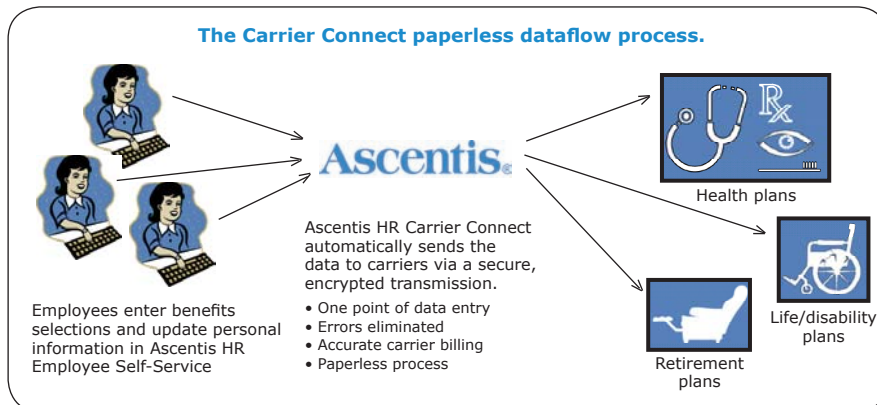 The Carrier Connect paperless dataflow process.
Ascentis®
Rx
Health plans
Ascentis HR Carrier Connect
automatically sends the
data to carriers via a secure,
encrypted transmission.
• One point of data entry
• Errors eliminated
• Accurate carrier billing
• Paperless process
Employees enter benefits
selections and update personal
information in Ascentis HR
Employee Self-Service
Life/disability
plans
Retirement
plans